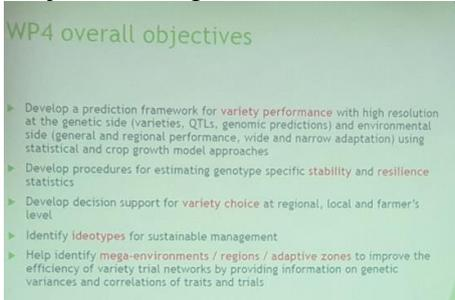 WP4 overall objectives
Develop a prediction framework for variety performance with high resolution
at the genetic side (varieties, QTLs, genomic predictions) and environmental
side (general and regional performance, wide and narrow adaptation) using
statistical and crop growth model approaches
Develop procedures for estimating genotype specific stability and resilience
statistics
Develop decision support for variety choice at regional, local and farmer's
level
Identify ideotypes for sustainable management
Help identify mega-environments / regions / adaptive zones to improve the
efficiency of variety trial networks by providing information on genetic
variances and correlations of traits and trials